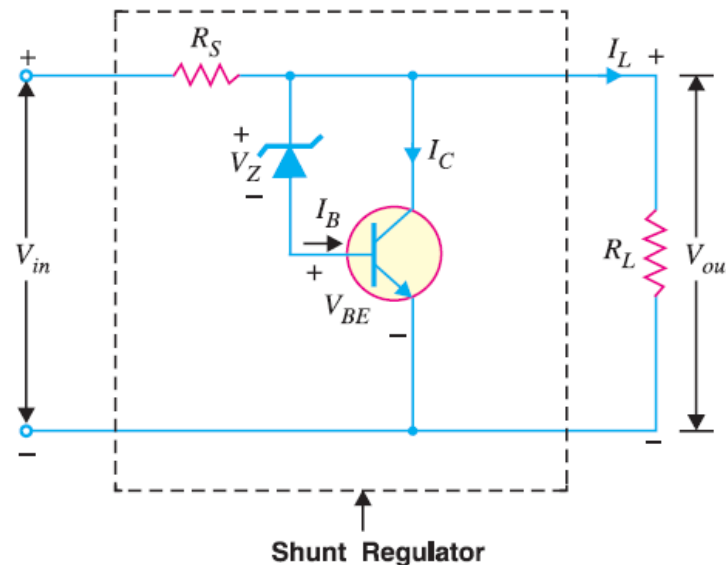 +
R_S
I_L
+
+
V_Z
−
I_C
I_B
+
V_BE
−
V_in
R_L
V_ou
−
−
Shunt Regulator